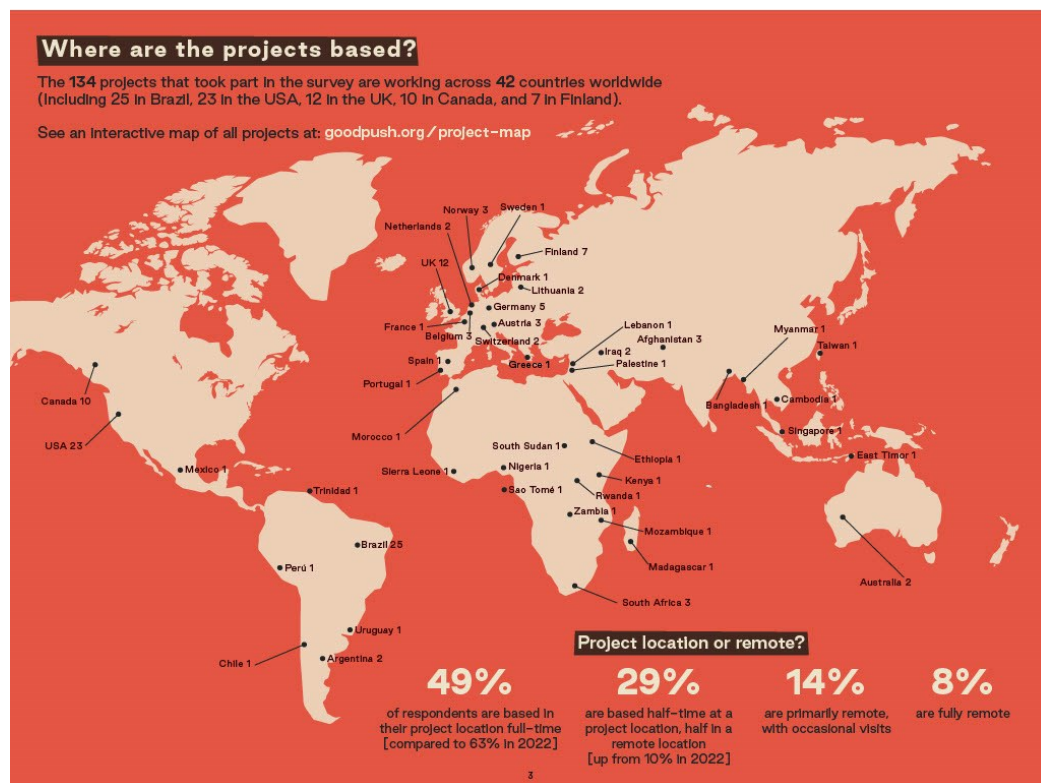 Where are the projects based?
The 134 projects that took part in the survey are working across 42 countries worldwide
(including 25 in Brazil, 23 in the USA, 12 in the UK, 10 in Canada, and 7 in Finland).
See an interactive map of all projects at: goodpush.org/project-map
Norway 3
Sweden 1
Netherlands 2
Finland 7
UK 12
Denmark 1
Lithuania 2
Germany 5
France 1
Austria 3
Belgium 3
Switzerland 2
Lebanon 1
Afghanistan 3
Myanmar 1
Taiwan 1
Iraq 2
Spain 1
Greece 1
Palestine 1
Portugal 1
Canada 10
Bangladesh 1
Cambodia 1
USA 23
Morocco 1
Singapore 1
South Sudan 1
Ethiopia 1
East Timor 1
Mexico 1
Sierra Leone 1
Nigeria 1
Kenya 1
Trinidad 1
Sao Tomé 1
Rwanda 1
Zambia 1
Mozambique 1
Brazil 25
Perú 1
Madagascar 1
Australia 2
South Africa 3
Uruguay 1
Chile 1
Argentina 2
Project location or remote?
49%
of respondents are based in
their project location full-time
[compared to 63% in 2022]
29%
are based half-time at a
project location, half in a
remote location
[up from 10% in 2022]
14%
are primarily remote,
with occasional visits
8%
are fully remote
3